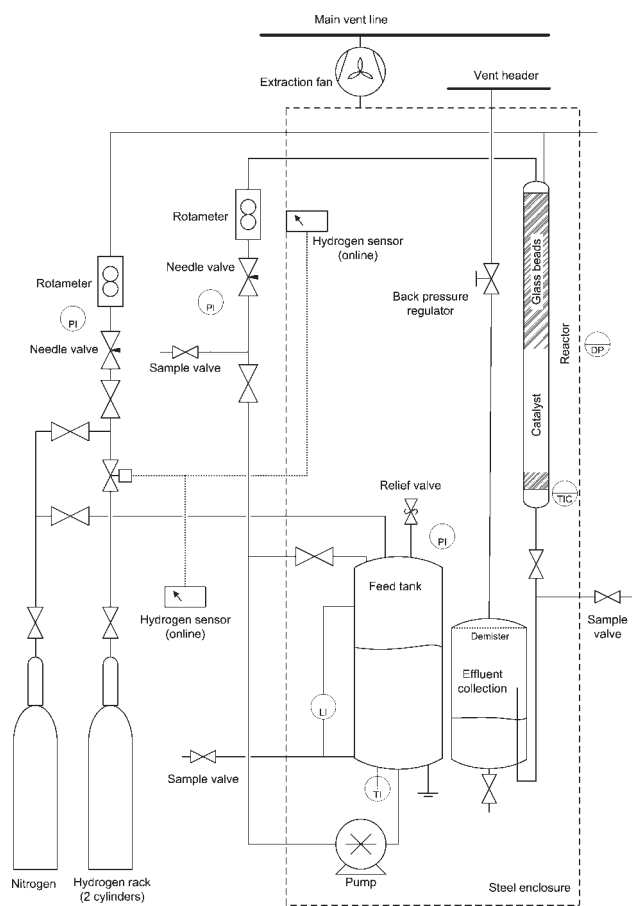 Main vent line
Extraction fan
Vent header
Rotameter
Hydrogen sensor
(online)
Glass beads
Rotameter
Needle valve
PI
Back pressure
regulator
PI
Needle valve
Sample valve
Reactor
DP
Catalyst
Relief valve
TIC
PI
Feed tank
Hydrogen sensor
(online)
Sample
valve
Demister
Effluent
collection
LI
Sample valve
TI
Pump
Nitrogen
Hydrogen rack
(2 cylinders)
Steel enclosure